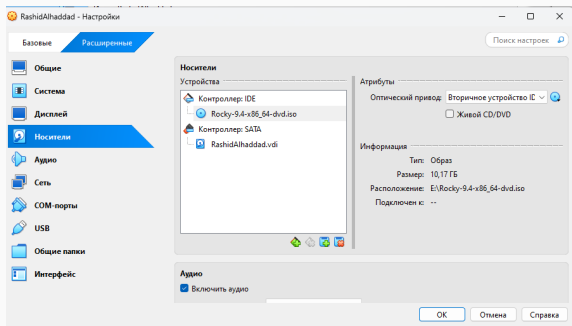 RashidAlhaddad - Настройки
Базовые
Расширенные
Поиск настроек
Общие
Система
Дисплей
Носители
Аудио
Сеть
COM-порты
USB
Общие папки
Интерфейс
Носители
Устройства
Контроллер: IDE
Rocky-9.4-x86_64-dvd.iso
Контроллер: SATA
RashidAlhaddad.vdi
Атрибуты
Оптический привод: Вторичное устройство IE
Живой CD/DVD
Информация
Тип: Образ
Размер: 10,17 ГБ
Расположение: E:\Rocky-9.4-x86_64-dvd.iso
Подключен к: --
Аудио
Включить аудио
ОК
Отмена
Справка